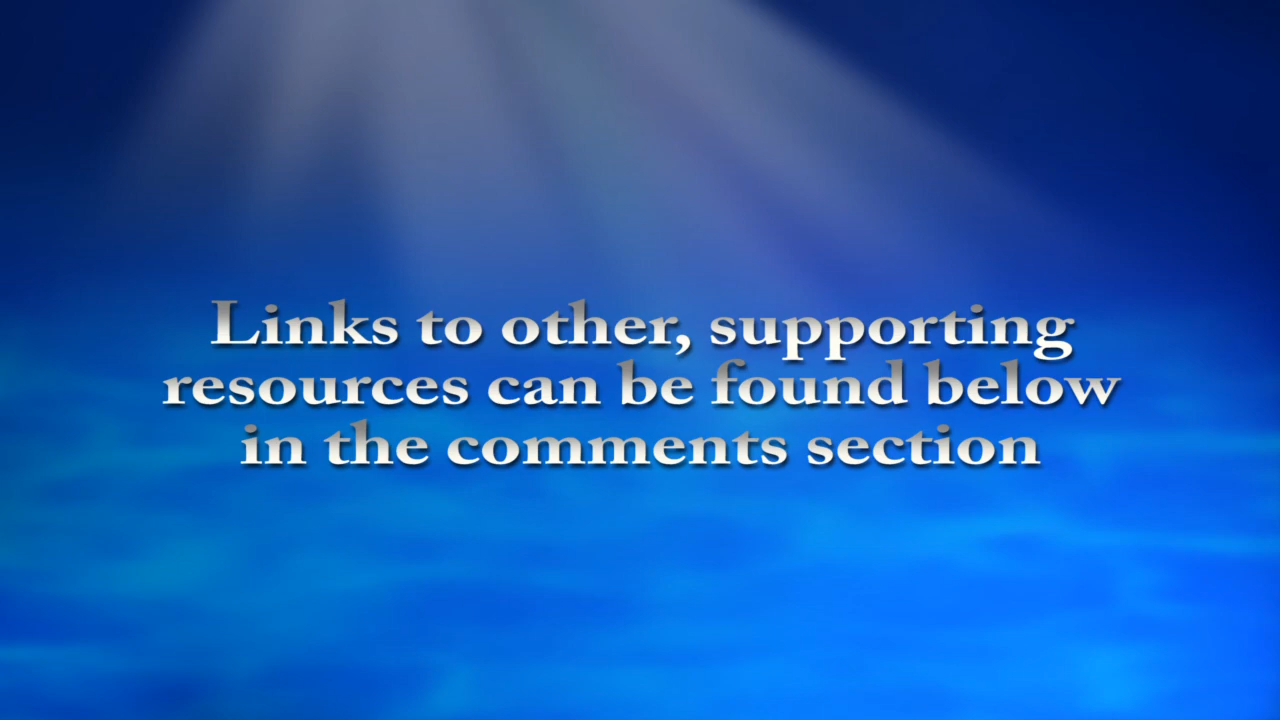 Links to other, supporting
resources can be found below
in the comments section